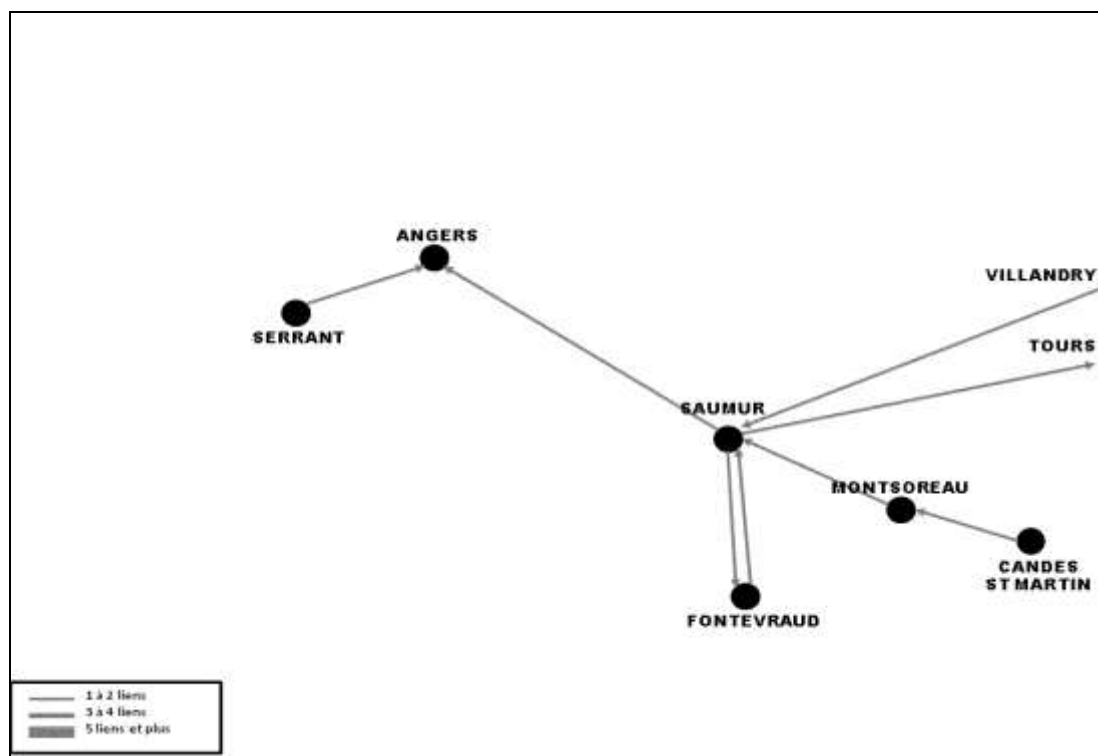 ANGERS
SERRANT
VILLANDRY
TOURS
SAUMUR
MONTSOREAU
CANDES
ST MARTIN
FONTEVRAUD
1 à 2 liens
3 à 4 liens
5 liens et plus